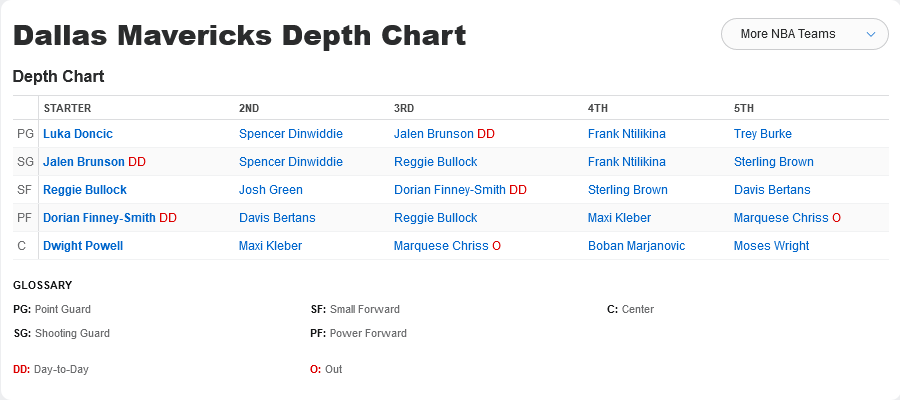 Dallas Mavericks Depth Chart
More NBA Teams
Depth Chart
STARTER 2ND 3RD 4TH 5TH
PG Luka Doncic Spencer Dinwiddie Jalen Brunson DD Frank Ntilikina Trey Burke
SG Jalen Brunson DD Spencer Dinwiddie Reggie Bullock Frank Ntilikina Sterling Brown
SF Reggie Bullock Josh Green Dorian Finney-Smith DD Sterling Brown Davis Bertans
PF Dorian Finney-Smith DD Davis Bertans Reggie Bullock Maxi Kleber Marquese Chriss O
C Dwight Powell Maxi Kleber Marquese Chriss O Boban Marjanovic Moses Wright
GLOSSARY
PG: Point Guard SF: Small Forward C: Center
SG: Shooting Guard PF: Power Forward
DD: Day-to-Day O: Out